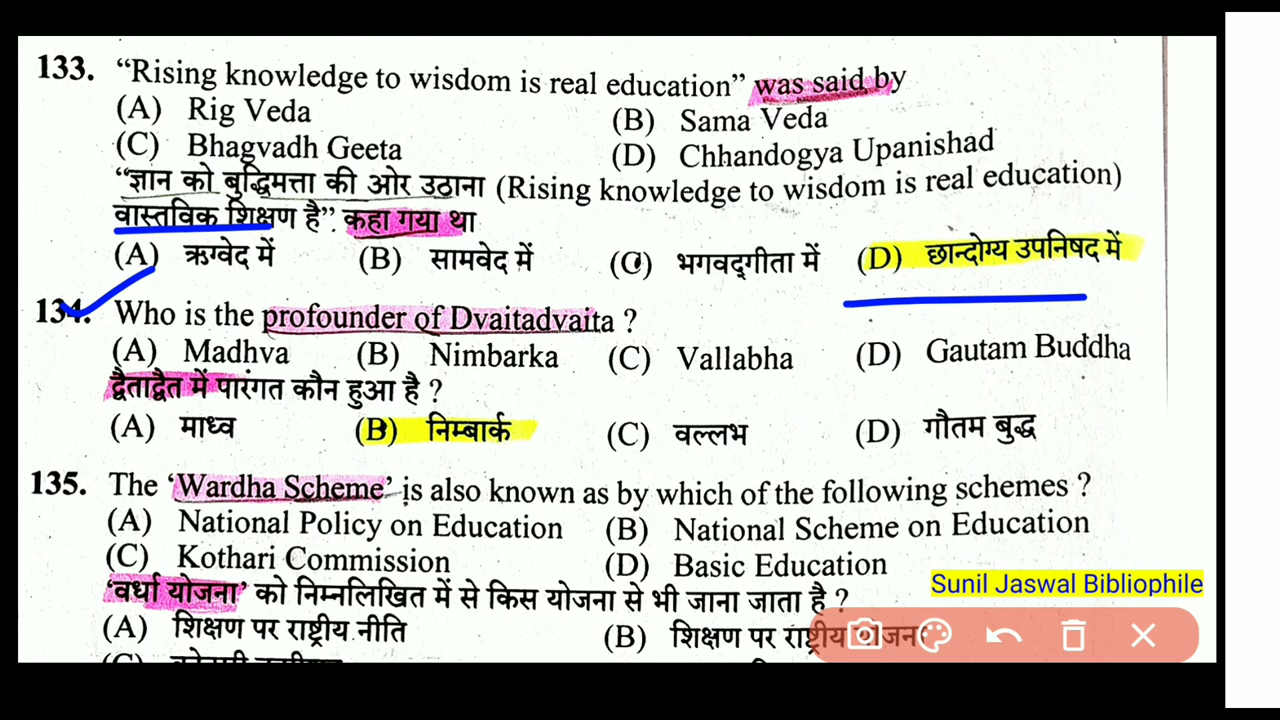 133. “Rising knowledge to wisdom is real education” was said by
(A) Rig Veda (B) Sama Veda
(C) Bhagvadh Geeta (D) Chhandogya Upanishad
“ज्ञान को बुद्धिमत्ता की ओर उठाना (Rising knowledge to wisdom is real education)
वास्तविक शिक्षण है” कहा गया था
(A) ऋग्वेद में (B) सामवेद में (C) भगवद्गीता में (D) छान्दोग्य उपनिषद में
134. Who is the profounder of Dvaitadvaita ?
(A) Madhva (B) Nimbarka (C) Vallabha (D) Gautam Buddha
द्वैताद्वैत में पारंगत कौन हुआ है ?
(A) माध्व (B) निम्बार्क (C) वल्लभ (D) गौतम बुद्ध
135. The ‘Wardha Scheme’ is also known as by which of the following schemes ?
(A) National Policy on Education (B) National Scheme on Education
(C) Kothari Commission (D) Basic Education
Sunil Jaswal Bibliophile
‘वर्धा योजना’ को निम्नलिखित में से किस योजना से भी जाना जाता है ?
(A) शिक्षण पर राष्ट्रीय नीति (B) शिक्षण पर राष्ट्रीय